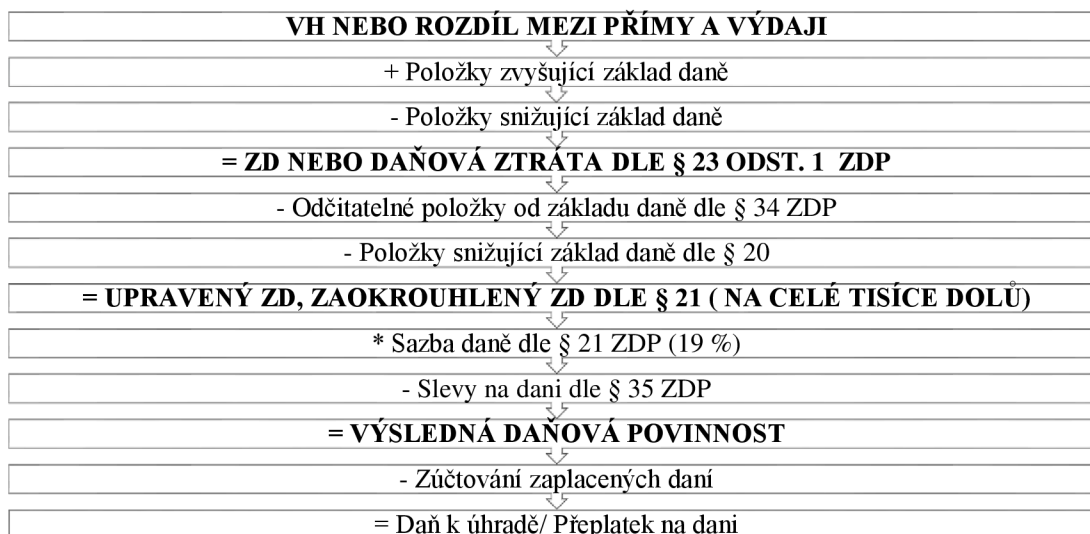 VH NEBO ROZDÍL MEZI PŘÍMY A VÝDAJI
+ Položky zvyšující základ daně
- Položky snižující základ daně
= ZD NEBO DAŇOVÁ ZTRÁTA DLE § 23 ODST. 1 ZDP
- Odčitatelné položky od základu daně dle § 34 ZDP
- Položky snižující základ daně dle § 20
= UPRAVENÝ ZD, ZAOKROUHLENÝ ZD DLE § 21 ( NA CELÉ TISÍCE DOLŮ)
* Sazba daně dle § 21 ZDP (19 %)
- Slevy na dani dle § 35 ZDP
= VÝSLEDNÁ DAŇOVÁ POVINNOST
- Zúčtování zaplacených daní
= Daň k úhradě/ Přeplatek na dani